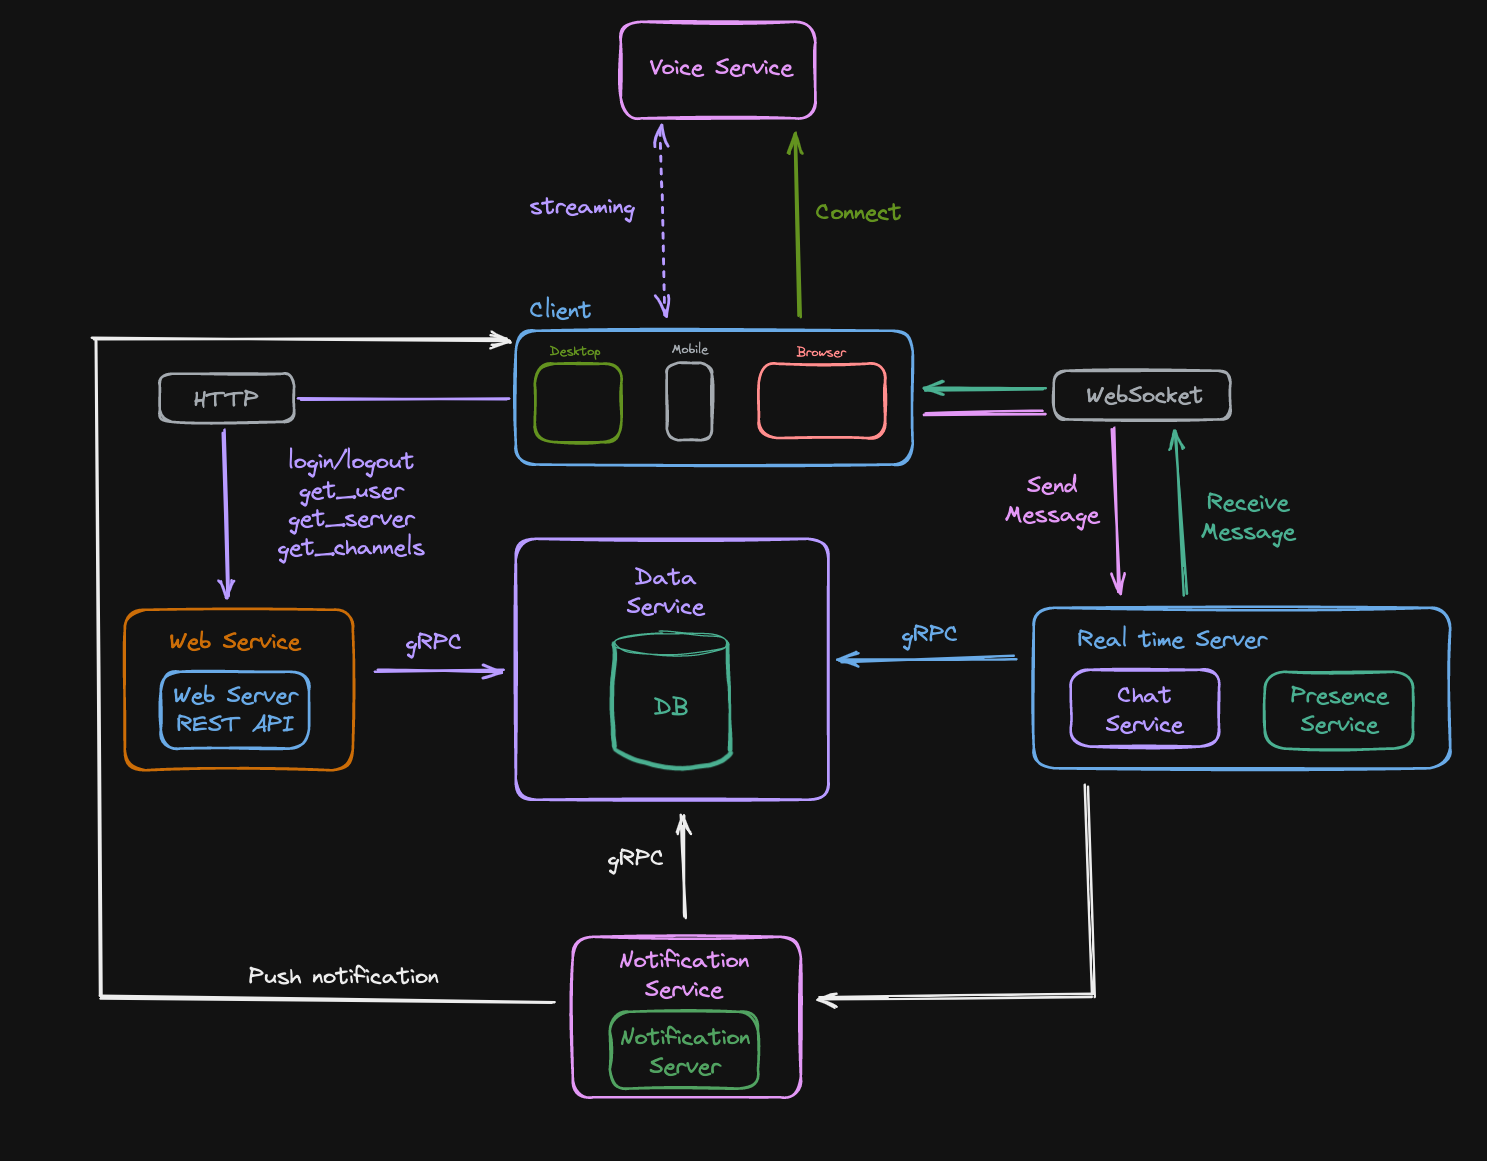 Voice Service
streaming
Connect
Client
Desktop
Mobile
Browser
HTTP
WebSocket
login/logout
get_user
get_server
get_channels
Send
Message
Receive
Message
Data
Service
DB
Web Service
Web Server
REST API
gRPC
gRPC
Real time Server
Chat
Service
Presence
Service
gRPC
Push notification
Notification
Service
Notification
Server